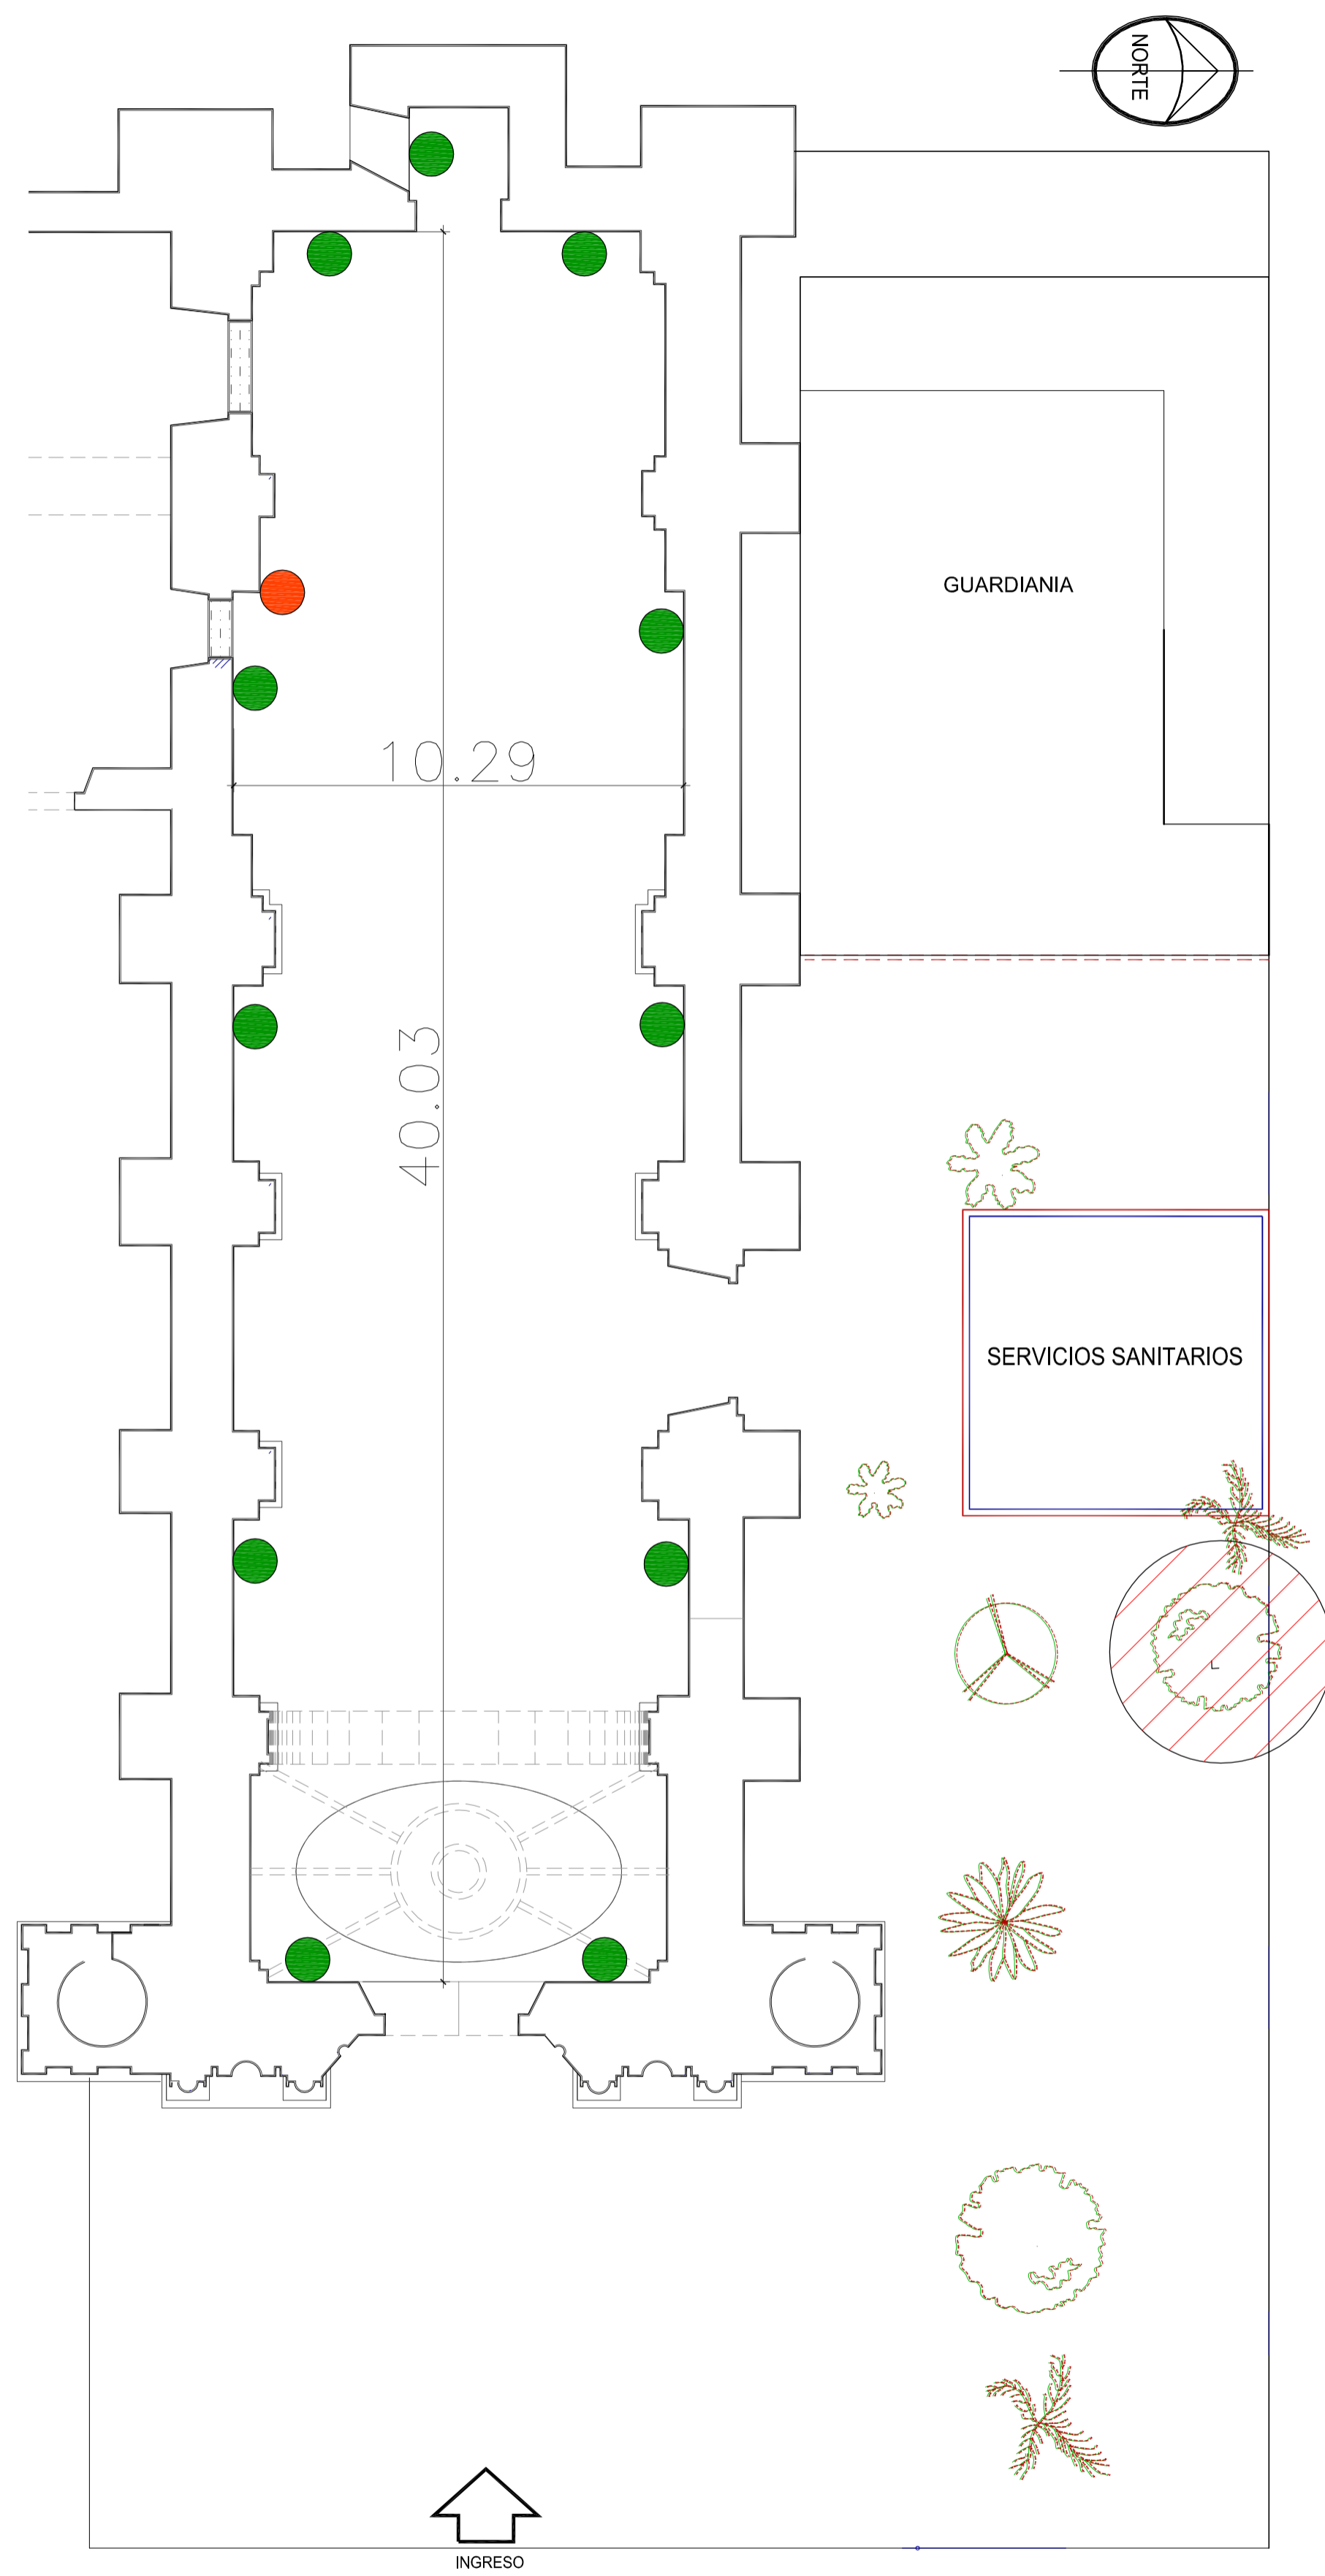 NORTE
GUARDIANIA
10.29
40.03
SERVICIOS SANITARIOS
INGRESO